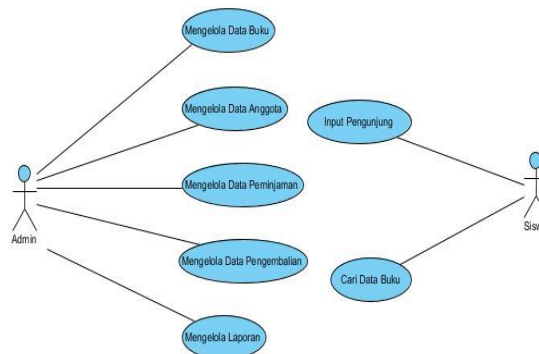 Mengelola Data Buku
Mengelola Data Anggota
Input Pengunjung
Mengelola Data Peminjaman
Admin
Mengelola Data Pengembalian
Cari Data Buku
Mengelola Laporan